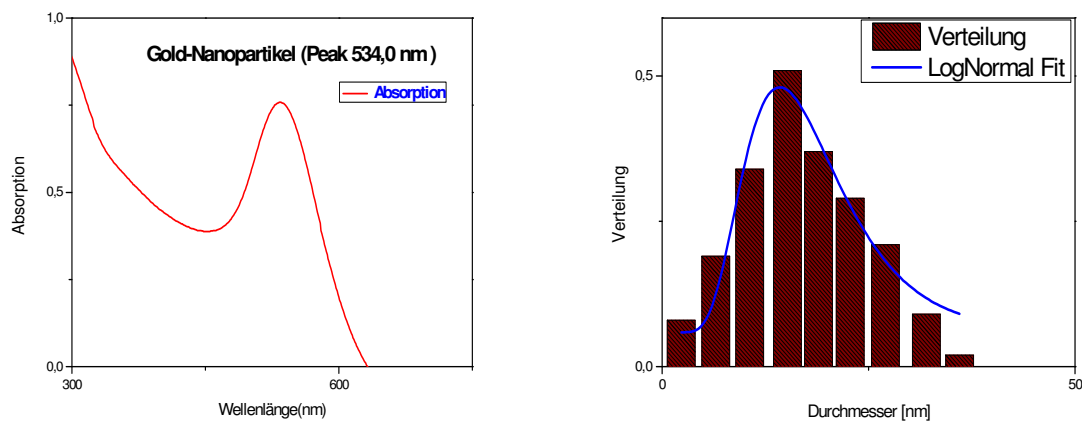 1,0
Gold-Nanopartikel (Peak 534,0 nm )
Absorption
Absorption
0,5
0,0
300
600
Wellenlänge(nm)
Verteilung
LogNormal Fit
Verteilung
0,5
0,0
0
50
Durchmesser [nm]